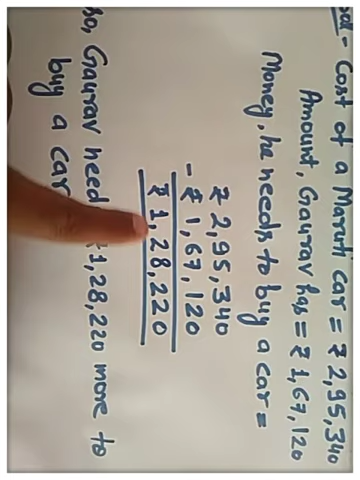 Cost of a Maruti car = ₹ 2,95,340
Amount, Gaurav has = ₹ 1,67,120
Money, he needs to buy a car =
₹ 2,95,340
- ₹ 1,67,120
₹ 1,28,220
So, Gaurav need ₹ 1,28,220 more to
buy a car